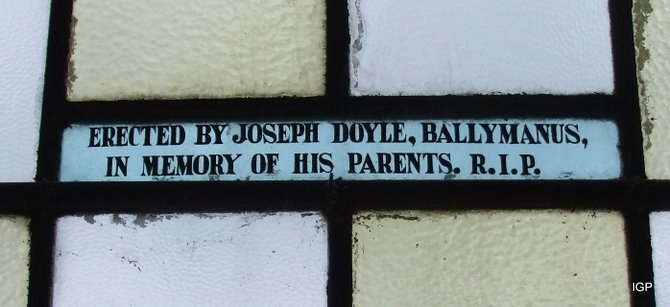 ERECTED BY JOSEPH DOYLE, BALLYMANUS,
IN MEMORY OF HIS PARENTS. R.I.P.
IGP